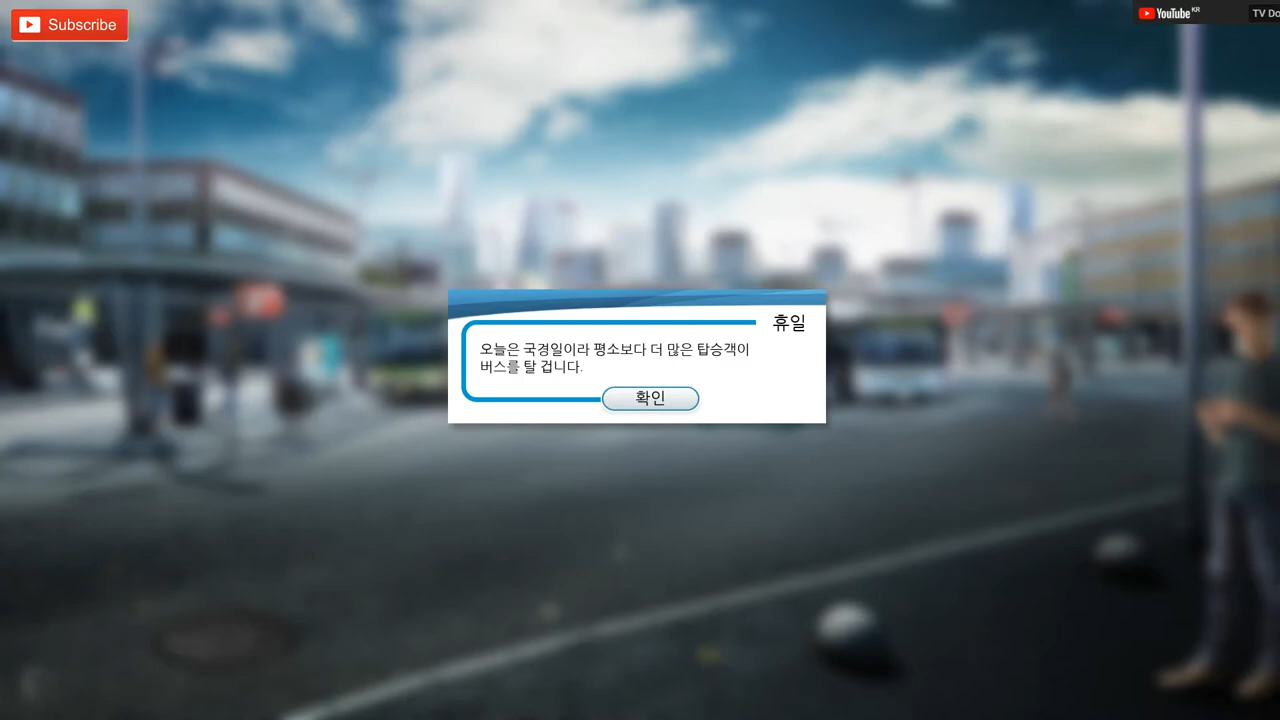 Subscribe
YouTube KR
TV Do
휴일
오늘은 국경일이라 평소보다 더 많은 탑승객이
버스를 탈 겁니다.
확인